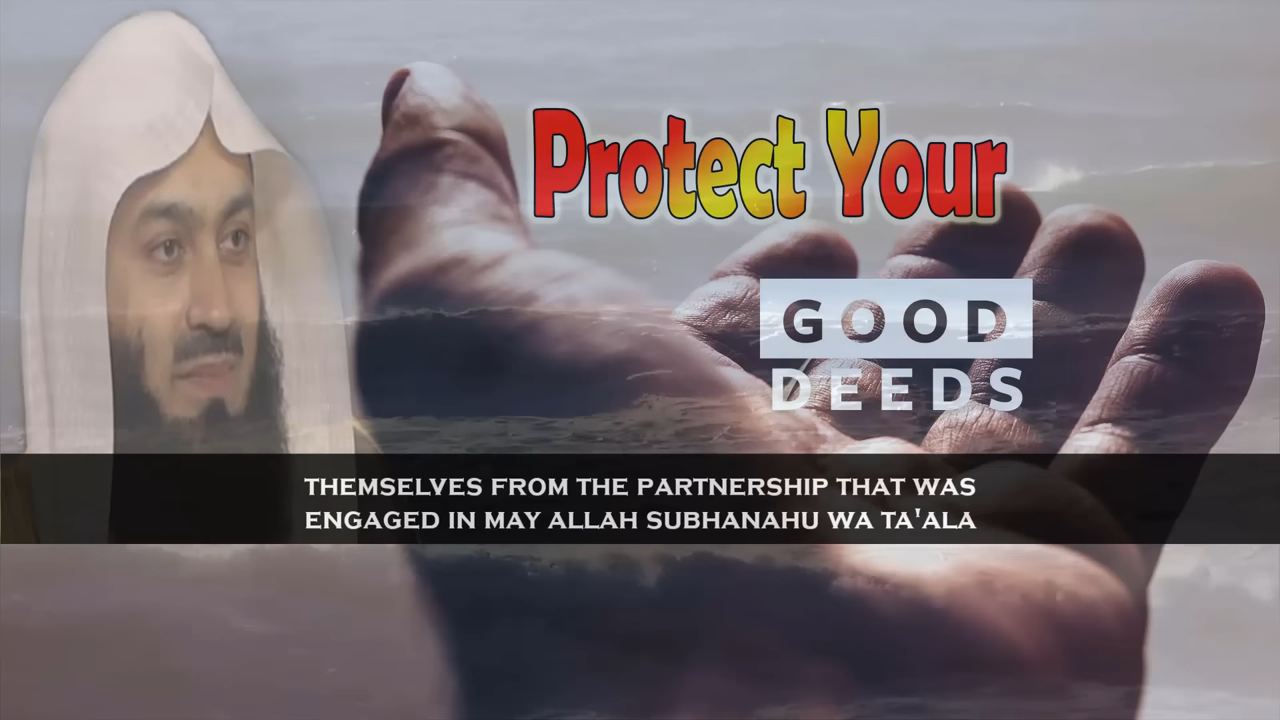 Protect Your
GOOD
DEEDS
THEMSELVES FROM THE PARTNERSHIP THAT WAS
ENGAGED IN MAY ALLAH SUBHANAHU WA TA'ALA